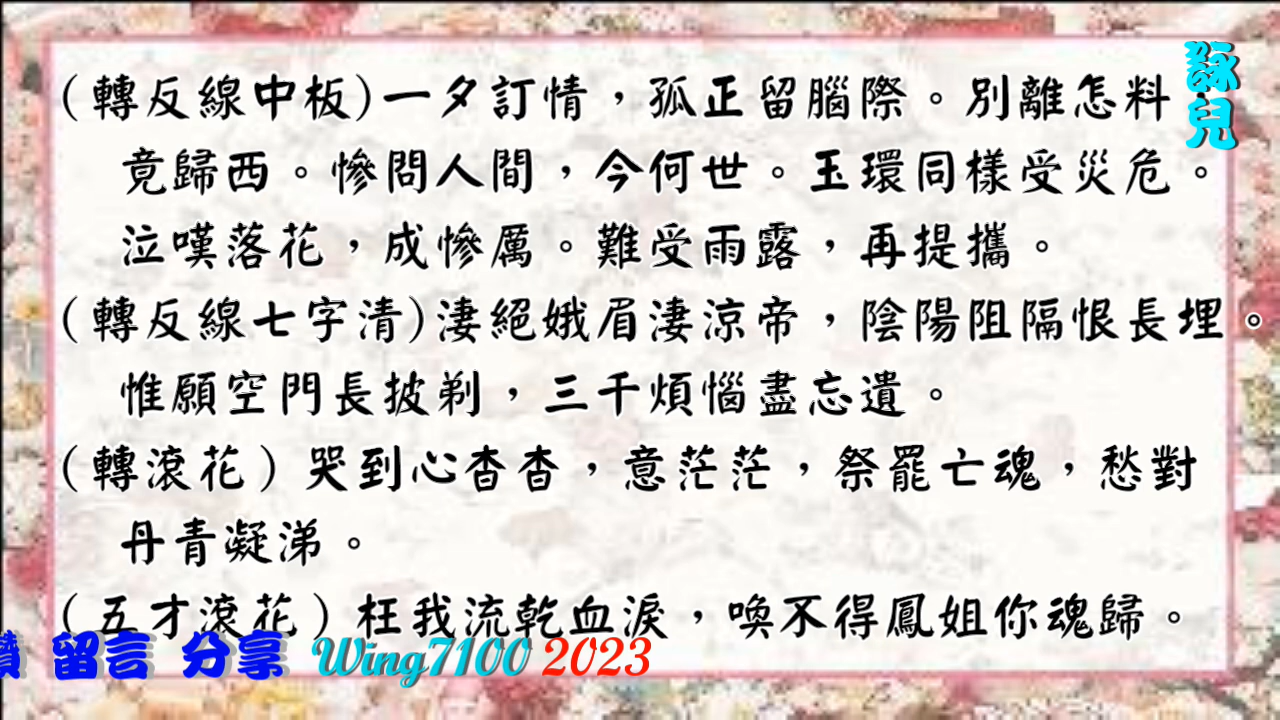 (轉反線中板)一夕訂情，孤正留腦際。別離怎料
竟歸西。慘問人間，今何世。玉環同樣受災危。
泣嘆落花，成慘厲。難受雨露，再提攜。
(轉反線七字清)淒絕娥眉淒涼帝，陰陽阻隔恨長埋。
惟願空門長披剃，三千煩惱盡忘遺。
(轉滾花）哭到心杳杳，意茫茫，祭罷亡魂，愁對
丹青凝涕。
(五才滾花）枉我流乾血淚，喚不得鳳姐你魂歸。
留言 分享 Wing7100 2023